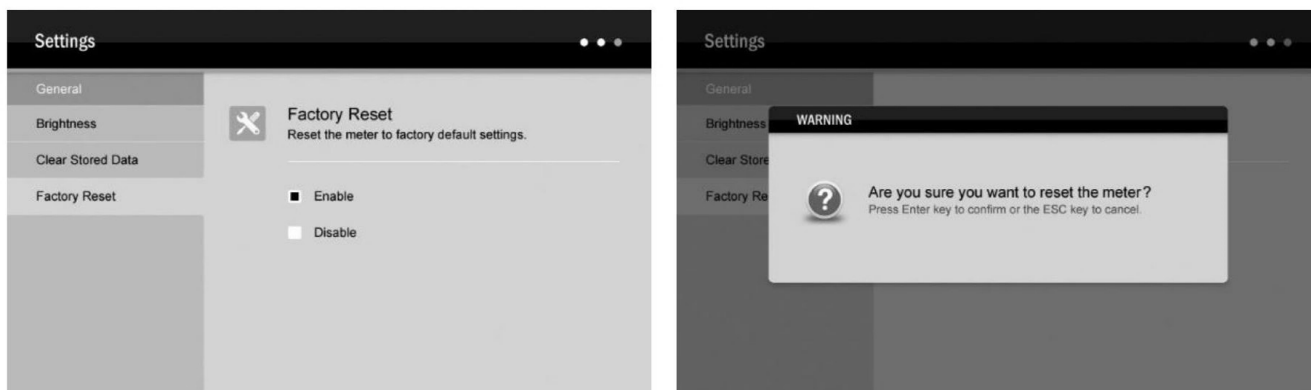 Settings
General
Brightness
Clear Stored Data
Factory Reset
Factory Reset
Reset the meter to factory default settings.
Enable
Disable
Settings
General
Brightness
Clear Store
Factory Re
WARNING
Are you sure you want to reset the meter?
Press Enter key to confirm or the ESC key to cancel.